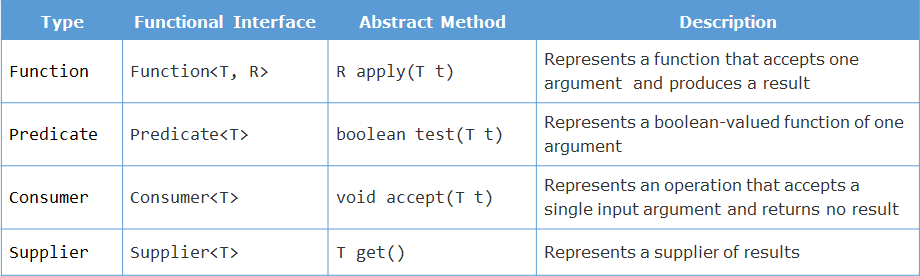 Type Functional Interface Abstract Method Description
Function Function<T, R> R apply(T t) Represents a function that accepts one
argument and produces a result
Predicate Predicate<T> boolean test(T t) Represents a boolean-valued function of one
argument
Consumer Consumer<T> void accept(T t) Represents an operation that accepts a
single input argument and returns no result
Supplier Supplier<T> T get() Represents a supplier of results